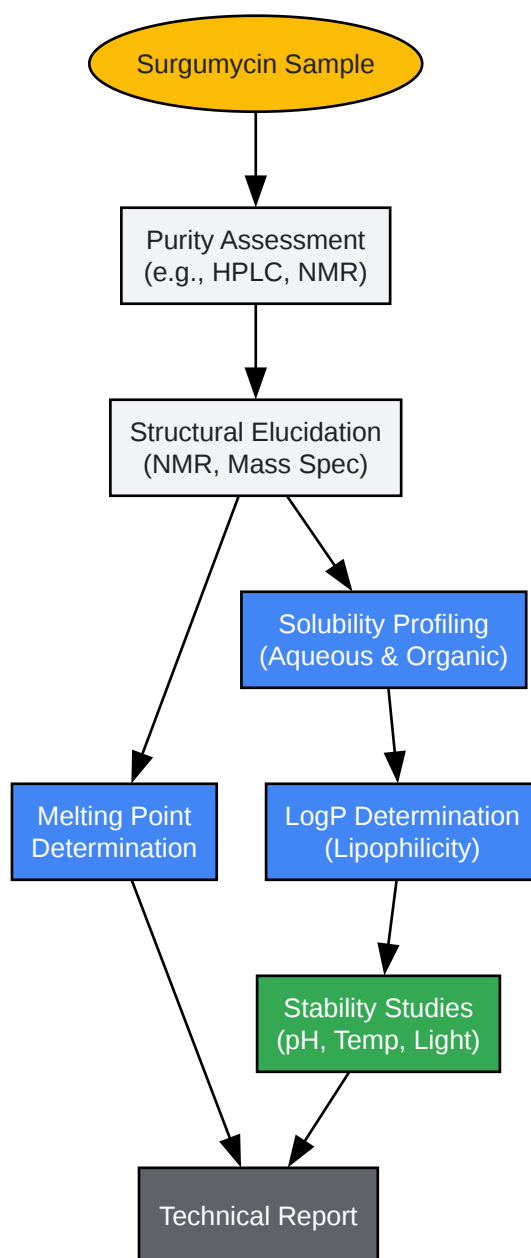 Surgumycin Sample
Purity Assessment
(e.g., HPLC, NMR)
Structural Elucidation
(NMR, Mass Spec)
Solubility Profiling
(Aqueous & Organic)
Melting Point
Determination
LogP Determination
(Lipophilicity)
Stability Studies
(pH, Temp, Light)
Technical Report